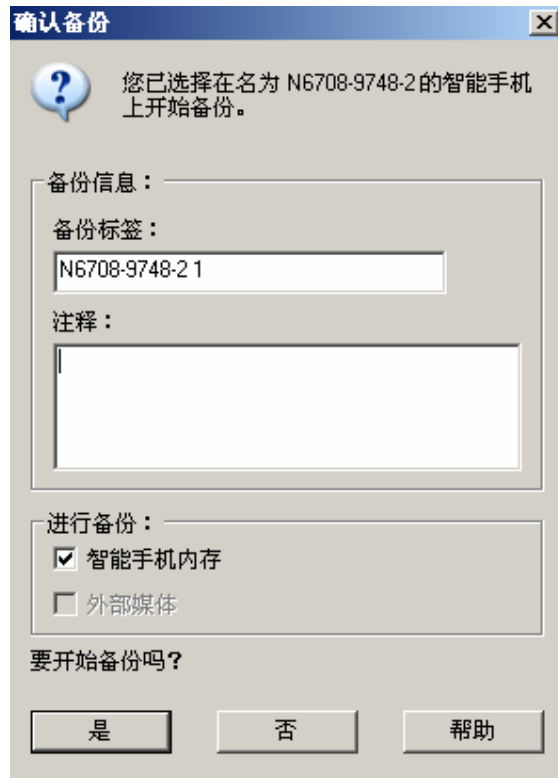 确认备份
您已选择在名为 N6708-9748-2的智能手机
上开始备份。
备份信息：
备份标签：
N6708-9748-2 1
注释：
进行备份：
智能手机内存
外部媒体
要开始备份吗？
是
否
帮助